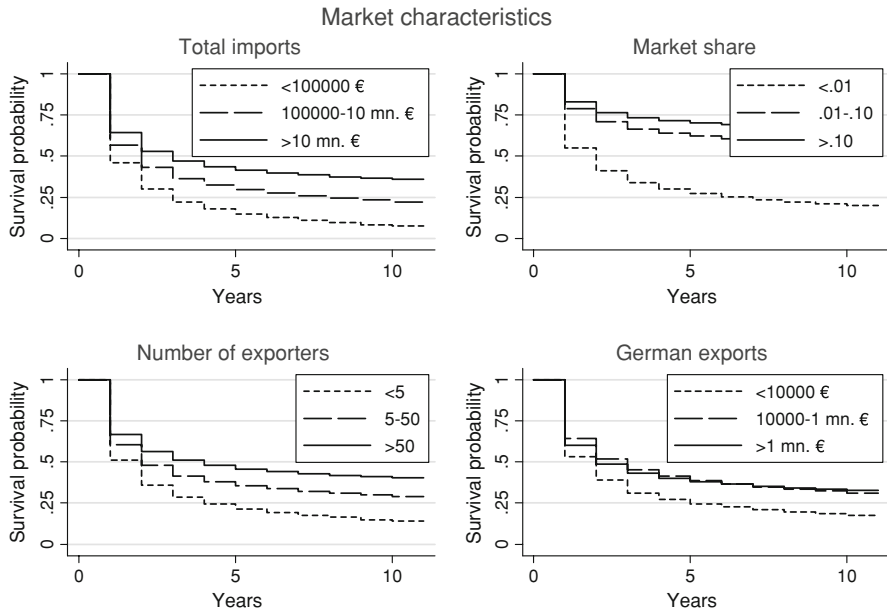 Market characteristics
Total imports
Survival probability
1
.75
.5
.25
0
<100000 €
100000-10 mn. €
>10 mn. €
0 5 10
Years
Market share
Survival probability
1
.75
.5
.25
0
<.01
.01-.10
>.10
0 5 10
Years
Number of exporters
Survival probability
1
.75
.5
.25
0
<5
5-50
>50
0 5 10
Years
German exports
Survival probability
1
.75
.5
.25
0
<10000 €
10000-1 mn. €
>1 mn. €
0 5 10
Years